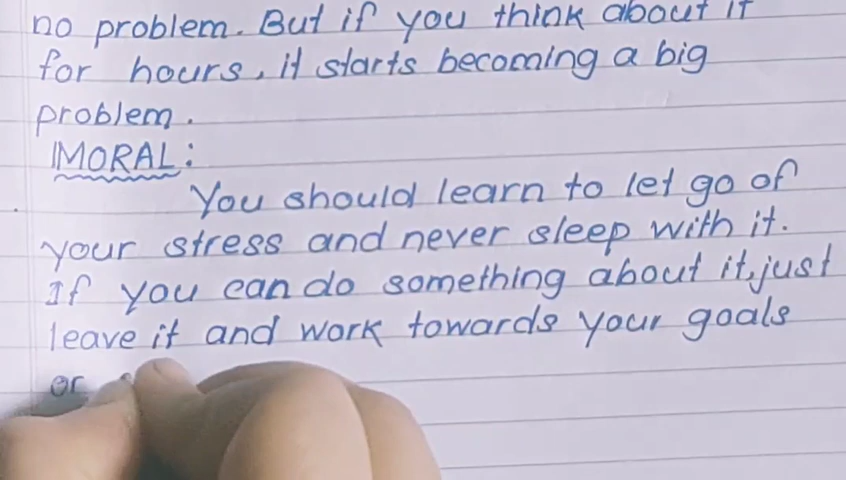 no problem. But if you think about it
for hours, it starts becoming a big
problem.
MORAL:
You should learn to let go of
your stress and never sleep with it.
If you can do something about it, just
leave it and work towards your goals
or